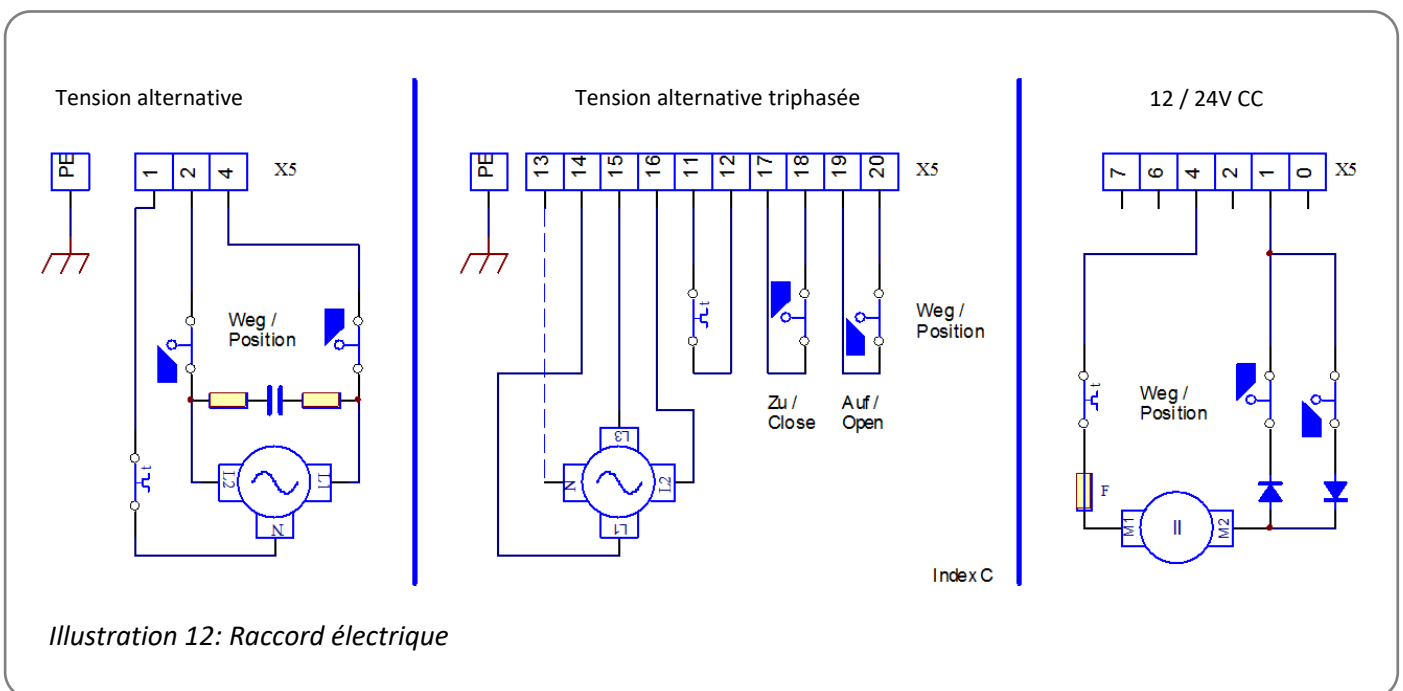 Tension alternative
PE
1 2 4
X5
Weg /
Position
t
L2
L1
N
Tension alternative triphasée
PE
13 14 15 16 11 12 17 18 19 20
X5
t
Weg /
Position
Zu /
Close
Auf /
Open
L3
N
L2
L1
Index C
12 / 24V CC
7 6 4 2 1 0
X5
t
Weg /
Position
F
M1
II
M2
Illustration 12: Raccord électrique